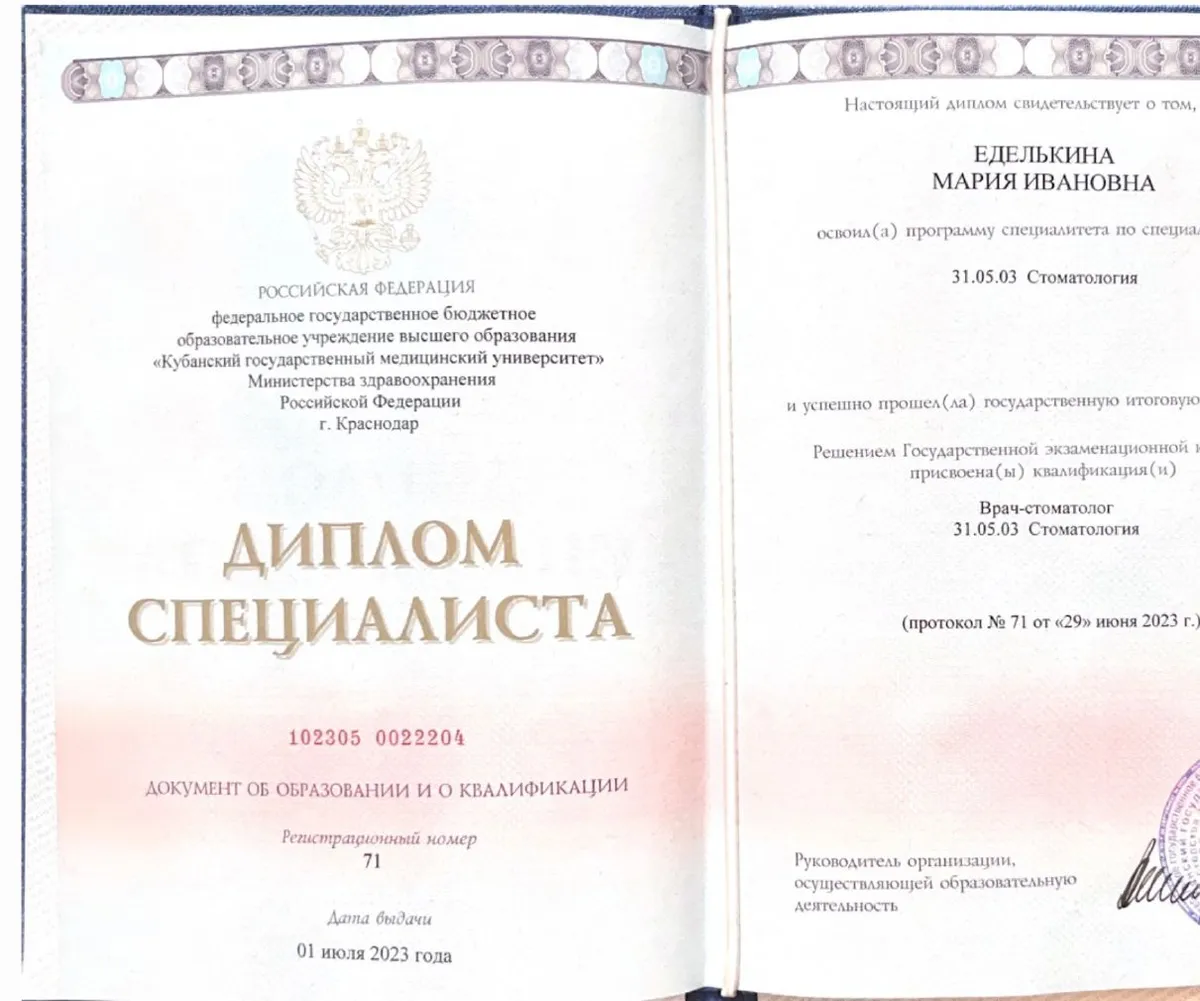 РОССИЙСКАЯ ФЕДЕРАЦИЯ
федеральное государственное бюджетное
образовательное учреждение высшего образования
«Кубанский государственный медицинский университет»
Министерства здравоохранения
Российской Федерации
г. Краснодар
ДИПЛОМ
СПЕЦИАЛИСТА
102305 0022204
ДОКУМЕНТ ОБ ОБРАЗОВАНИИ И О КВАЛИФИКАЦИИ
Регистрационный номер
71
Дата выдачи
01 июля 2023 года
Настоящий диплом свидетельствует о том,
ЕДЕЛЬКИНА
МАРИЯ ИВАНОВНА
освоил(а) программу специалитета по
31.05.03 Стоматология
и успешно прошел(ла) государственную итоговую
Решением Государственной экзаменационной
присвоена(ы) квалификация(и)
Врач-стоматолог
31.05.03 Стоматология
(протокол № 71 от «29» июня 2023 г.)
Руководитель организации,
осуществляющей образовательную
деятельность